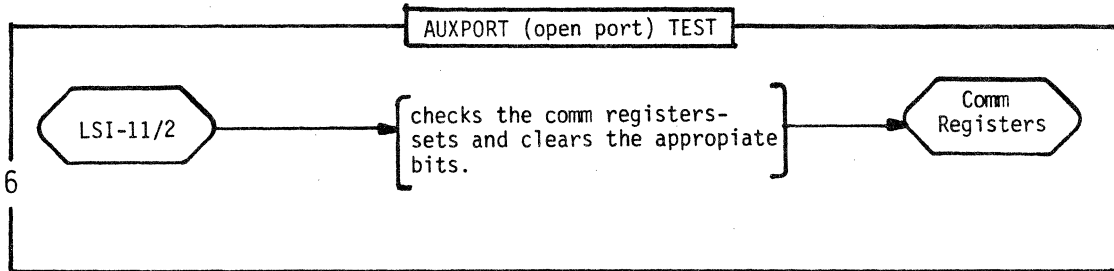 AUXPORT (open port) TEST
LSI-11/2
checks the comm registers-
sets and clears the appropiate
bits.
Comm
Registers
6